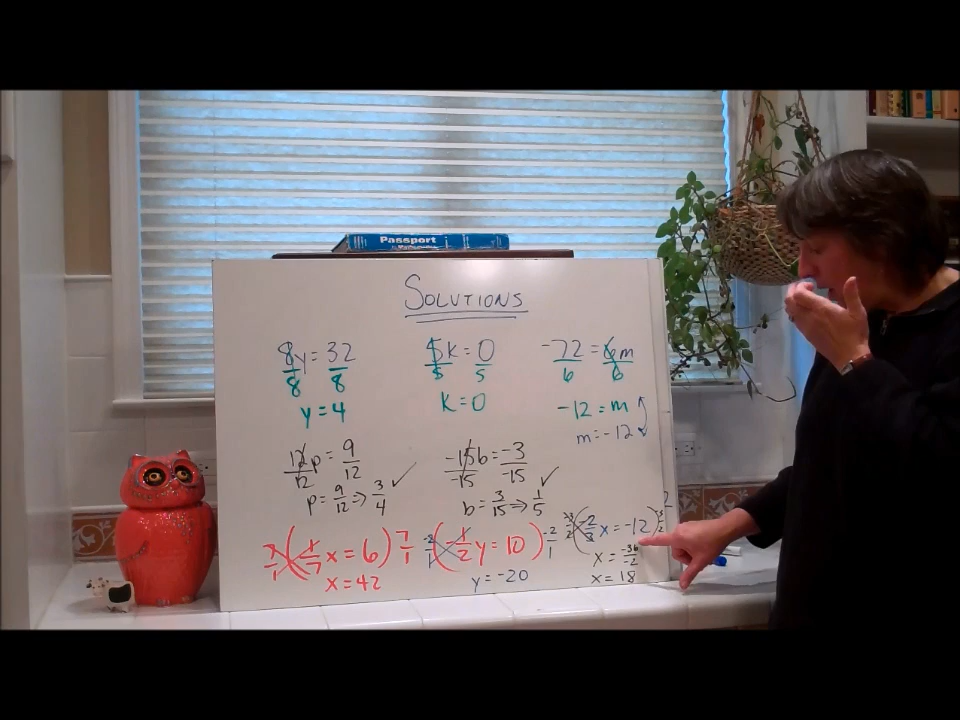 Passport
SOLUTIONS
8y = 32
8 8
y = 4
5k = 0
5 5
k = 0
-72 = 6m
6 6
-12 = m
m = -12
12p = 9
12 12
p = 9/12 ⇒ 3/4 ✓
-15b = -3
-15 -15
b = 3/15 ⇒ 1/5 ✓
7/1 (1/7 x = 6) 7/1
x = 42
-2/1 (-1/2 y = 10) -2/1
y = -20
-3/2 (-2/3 x = -12) -3/2
x = -36/-2
x = 18